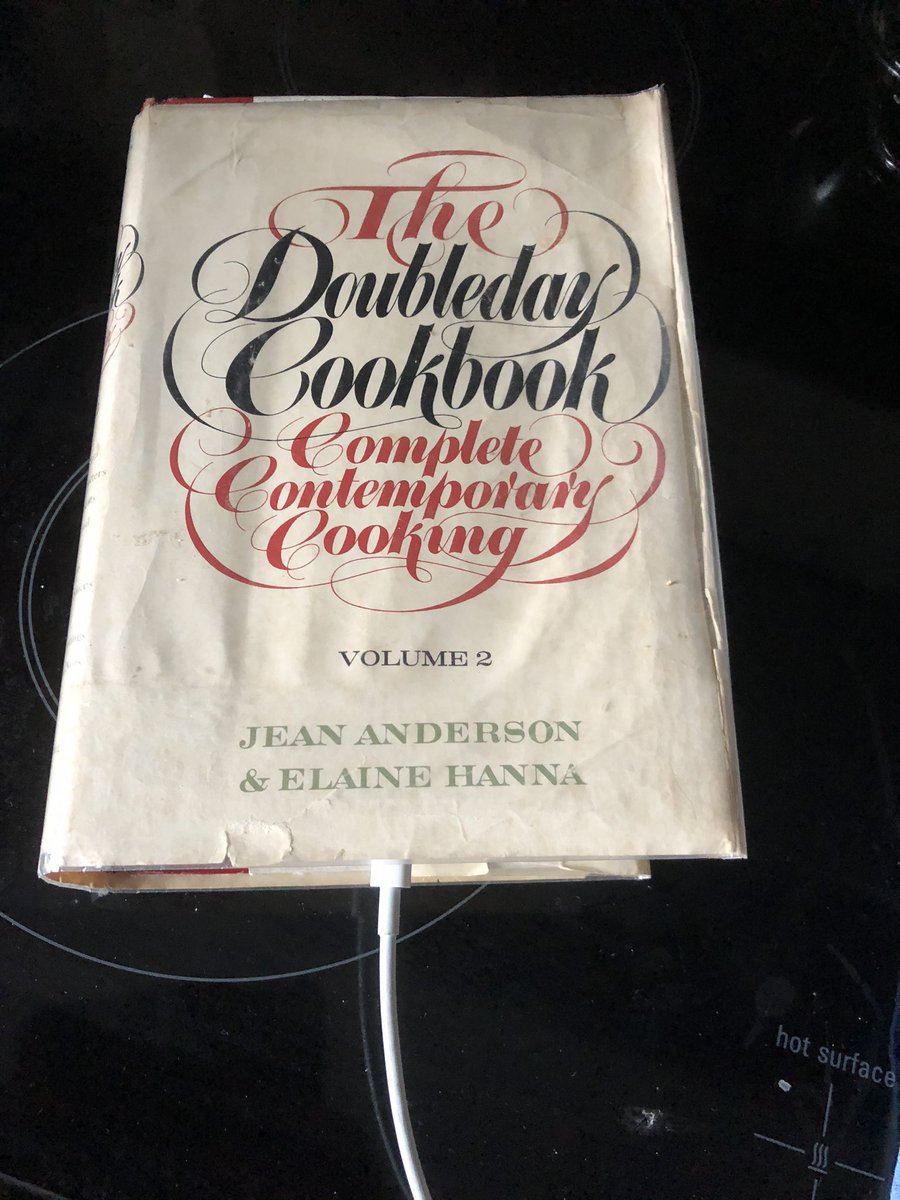 The
Doubleday
Cookbook
Complete
Contemporary
Cooking
VOLUME 2
JEAN ANDERSON
& ELAINE HANNA
hot surface